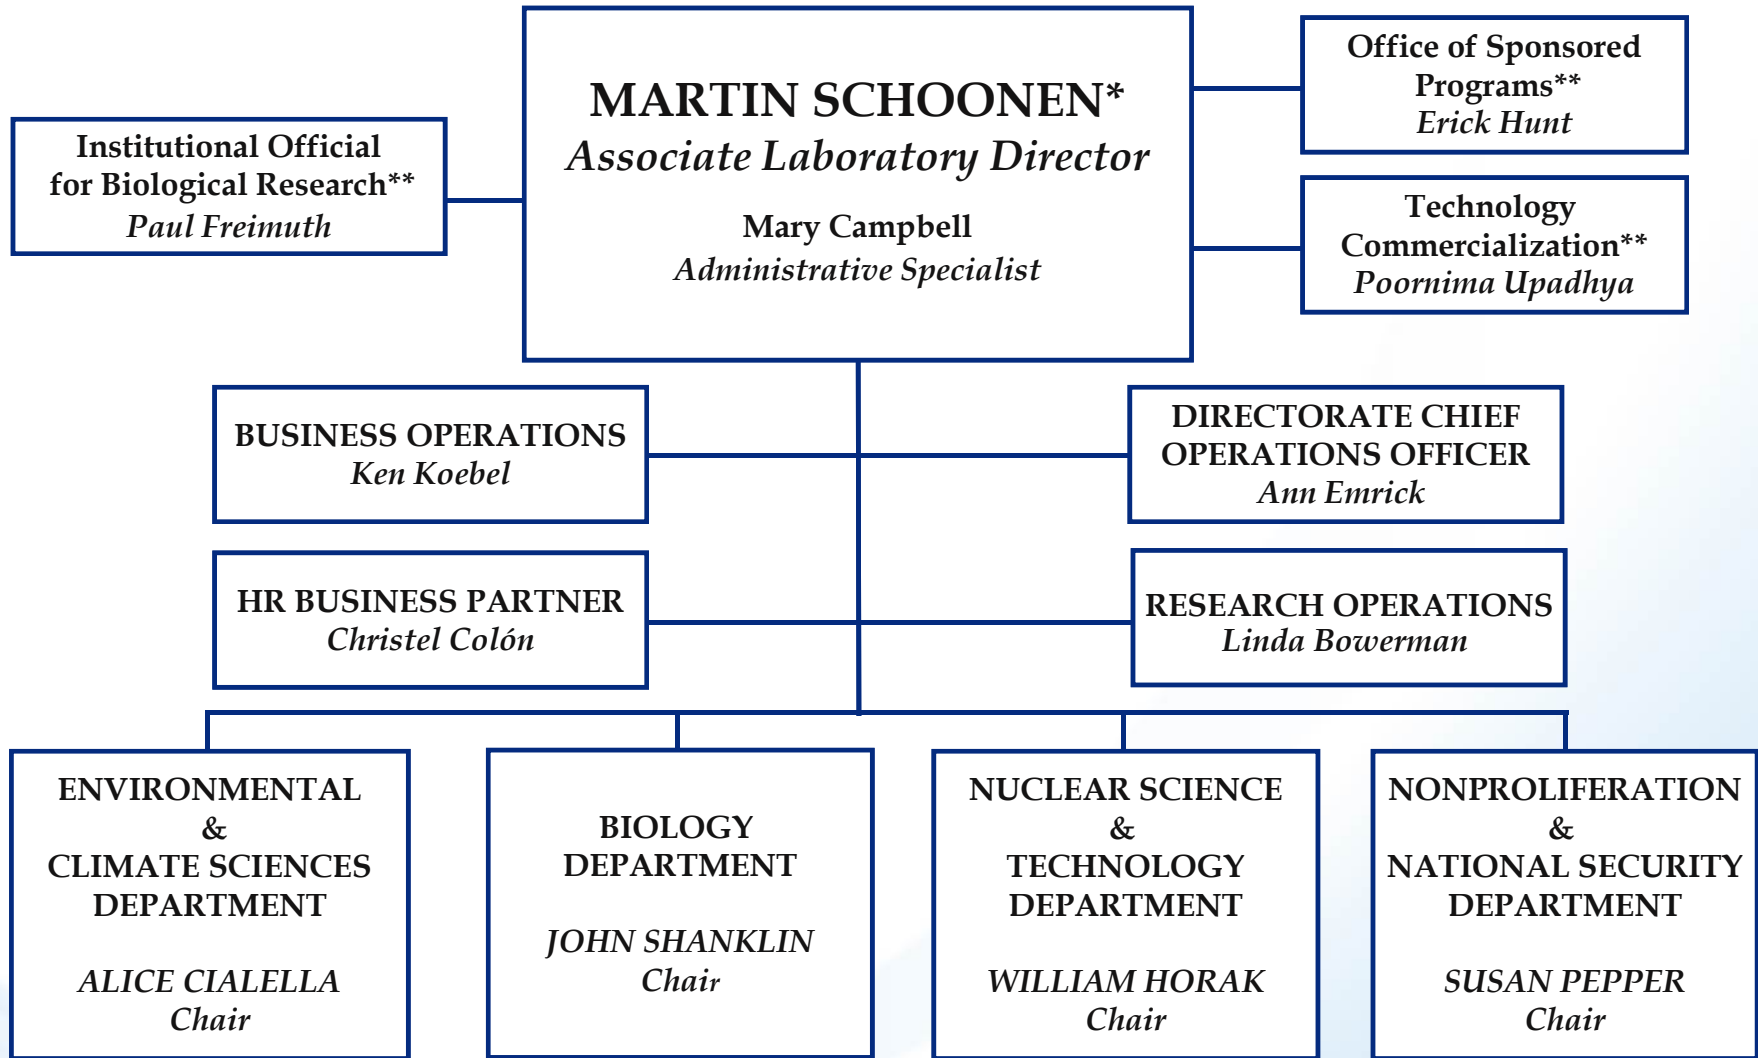 MARTIN SCHOONEN*
Associate Laboratory Director
Mary Campbell
Administrative Specialist
Institutional Official
for Biological Research**
Paul Freimuth
Office of Sponsored
Programs**
Erick Hunt
Technology
Commercialization**
Poornima Upadhya
BUSINESS OPERATIONS
Ken Koebel
DIRECTORATE CHIEF
OPERATIONS OFFICER
Ann Emrick
HR BUSINESS PARTNER
Christel Colón
RESEARCH OPERATIONS
Linda Bowerman
ENVIRONMENTAL
&
CLIMATE SCIENCES
DEPARTMENT
ALICE CIALELLA
Chair
BIOLOGY
DEPARTMENT
JOHN SHANKLIN
Chair
NUCLEAR SCIENCE
&
TECHNOLOGY
DEPARTMENT
WILLIAM HORAK
Chair
NONPROLIFERATION
&
NATIONAL SECURITY
DEPARTMENT
SUSAN PEPPER
Chair